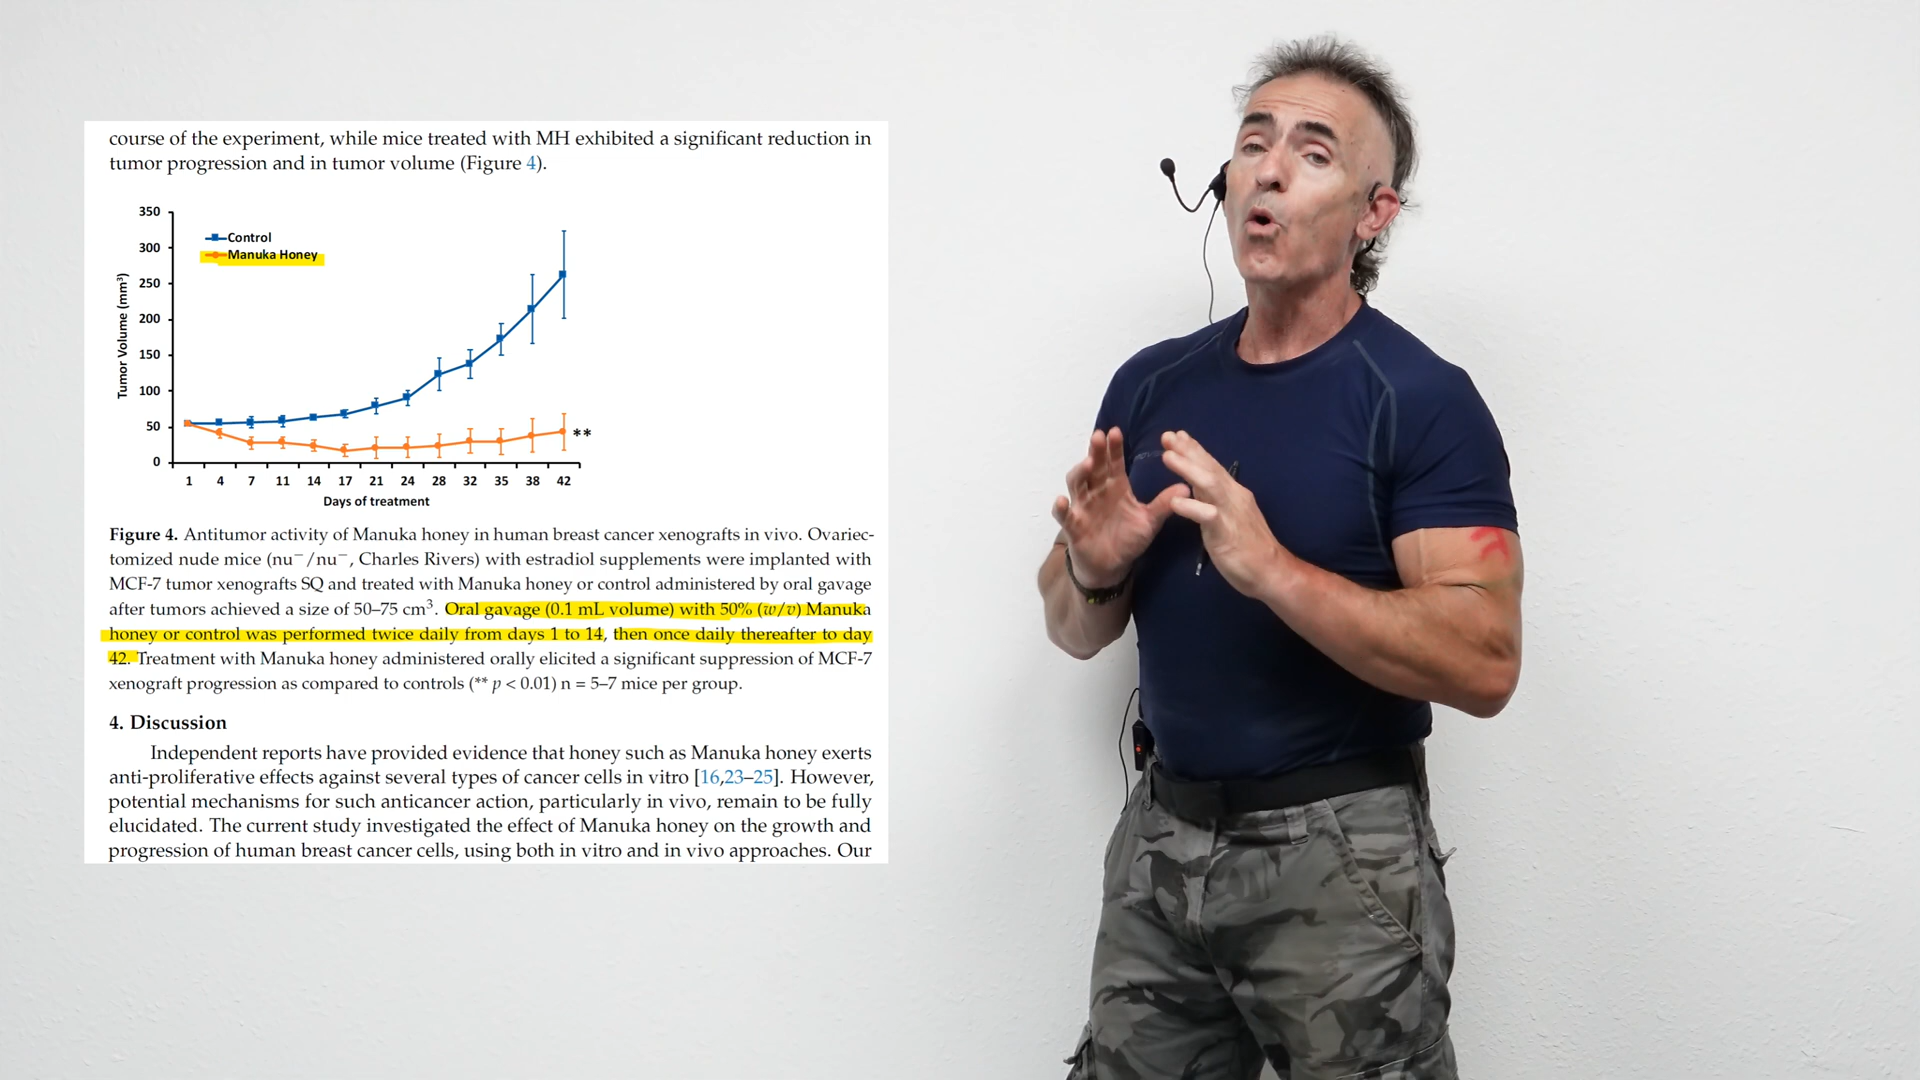 course of the experiment, while mice treated with MH exhibited a significant reduction in
tumor progression and in tumor volume (Figure 4).
350
300
250
200
150
100
50
0
Tumor Volume (mm³)
Control
Manuka Honey
**
1 4 7 11 14 17 21 24 28 32 35 38 42
Days of treatment
Figure 4. Antitumor activity of Manuka honey in human breast cancer xenografts in vivo. Ovariec-
tomized nude mice (nu⁻/nu⁻, Charles Rivers) with estradiol supplements were implanted with
MCF-7 tumor xenografts SQ and treated with Manuka honey or control administered by oral gavage
after tumors achieved a size of 50–75 cm³. Oral gavage (0.1 mL volume) with 50% (w/v) Manuka
honey or control was performed twice daily from days 1 to 14, then once daily thereafter to day
42. Treatment with Manuka honey administered orally elicited a significant suppression of MCF-7
xenograft progression as compared to controls (** p < 0.01) n = 5–7 mice per group.
4. Discussion
Independent reports have provided evidence that honey such as Manuka honey exerts
anti-proliferative effects against several types of cancer cells in vitro [16,23–25]. However,
potential mechanisms for such anticancer action, particularly in vivo, remain to be fully
elucidated. The current study investigated the effect of Manuka honey on the growth and
progression of human breast cancer cells, using both in vitro and in vivo approaches. Our